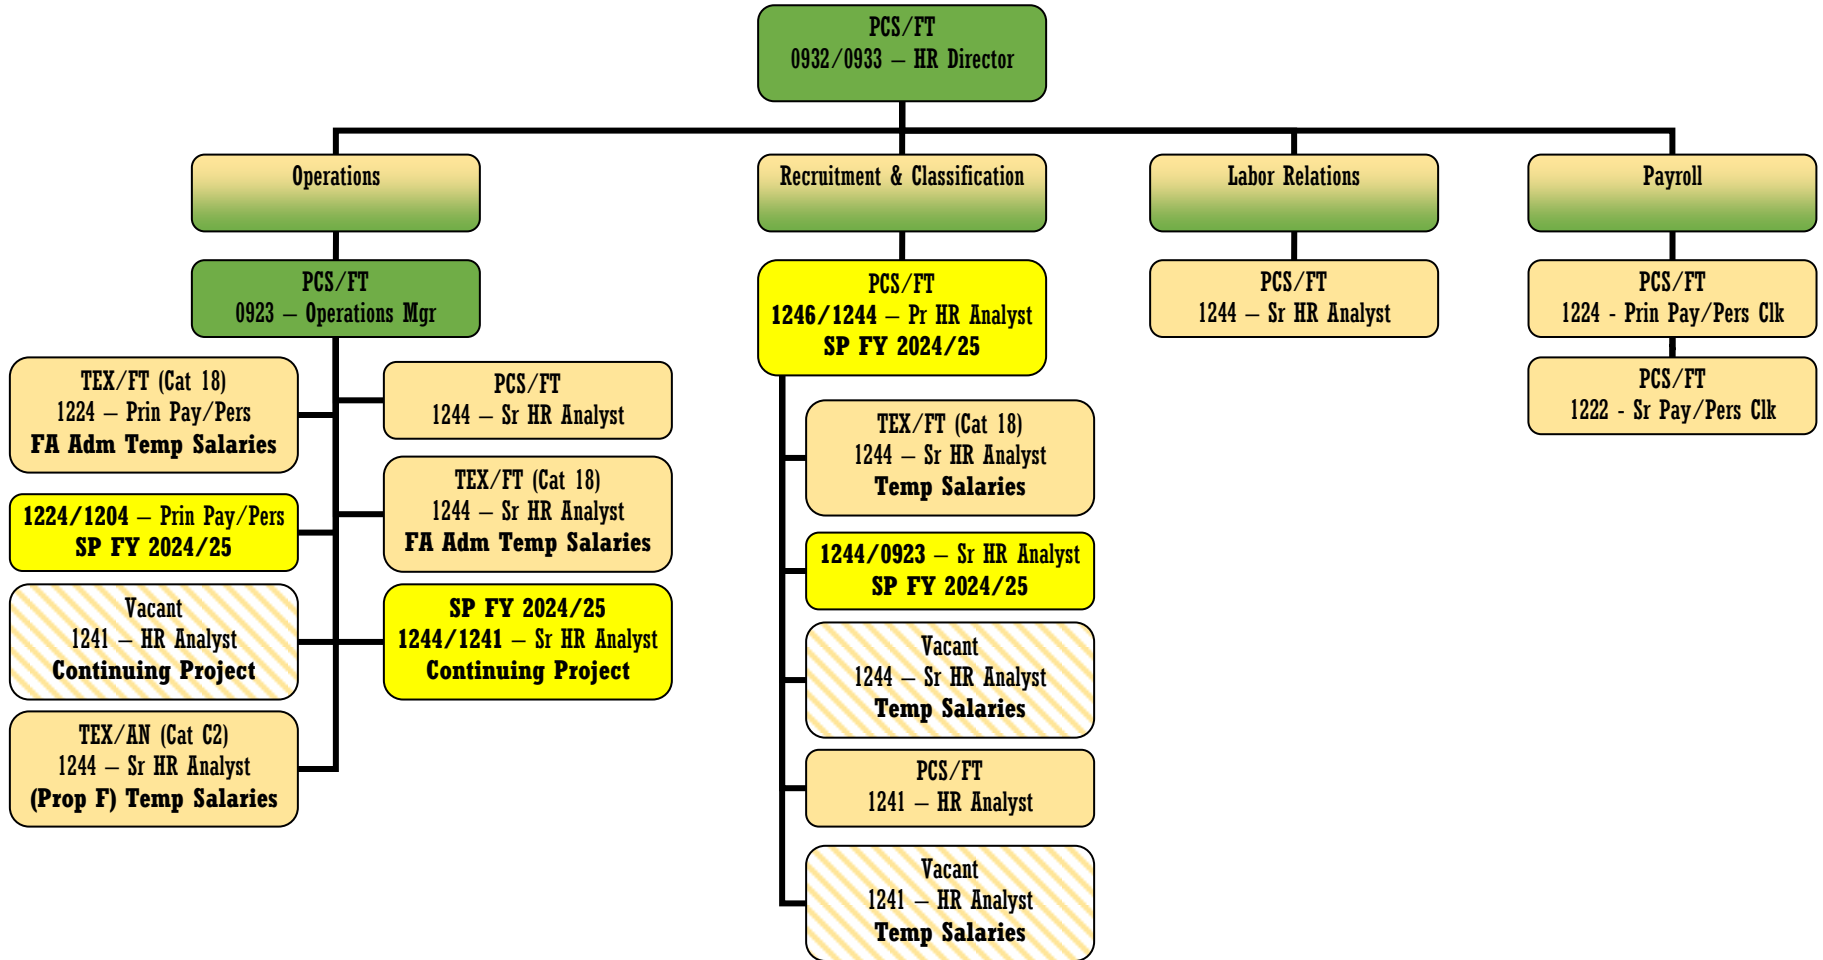 PCS/FT
0932/0933 – HR Director
Operations
Recruitment & Classification
Labor Relations
Payroll
PCS/FT
0923 – Operations Mgr
PCS/FT
1246/1244 – Pr HR Analyst
SP FY 2024/25
PCS/FT
1244 – Sr HR Analyst
PCS/FT
1224 - Prin Pay/Pers Clk
PCS/FT
1222 - Sr Pay/Pers Clk
TEX/FT (Cat 18)
1224 – Prin Pay/Pers
FA Adm Temp Salaries
1224/1204 – Prin Pay/Pers
SP FY 2024/25
Vacant
1241 – HR Analyst
Continuing Project
TEX/AN (Cat C2)
1244 – Sr HR Analyst
(Prop F) Temp Salaries
PCS/FT
1244 – Sr HR Analyst
TEX/FT (Cat 18)
1244 – Sr HR Analyst
FA Adm Temp Salaries
SP FY 2024/25
1244/1241 – Sr HR Analyst
Continuing Project
TEX/FT (Cat 18)
1244 – Sr HR Analyst
Temp Salaries
1244/0923 – Sr HR Analyst
SP FY 2024/25
Vacant
1244 – Sr HR Analyst
Temp Salaries
PCS/FT
1241 – HR Analyst
Vacant
1241 – HR Analyst
Temp Salaries